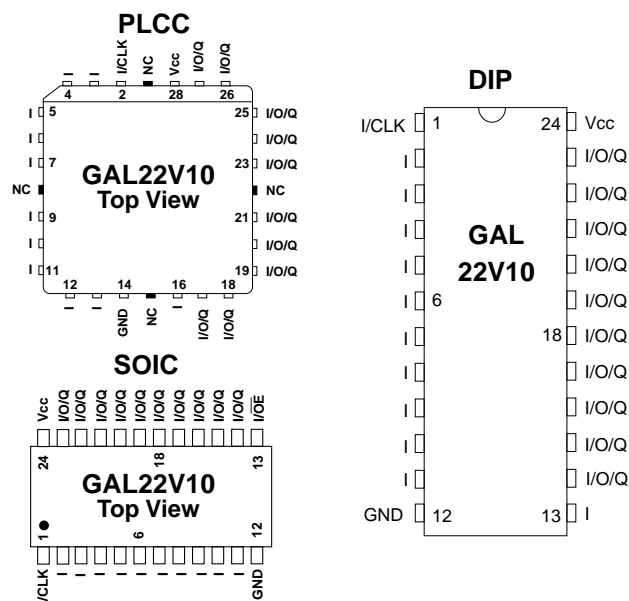 PLCC
I I I/CLK NC Vcc I/O/Q I/O/Q
4 2 28 26
I 5 25 I/O/Q
I I/O/Q
I 7 23 I/O/Q
GAL22V10
NC NC
Top View
I 9 21 I/O/Q
I I/O/Q
I 11 19 I/O/Q
12 14 16 18
I I GND NC I I/O/Q I/O/Q
SOIC
Vcc I/O/Q I/O/Q I/O/Q I/O/Q I/O/Q I/O/Q I/O/Q I/O/Q I/O/Q I/O/Q I/OE
24 18 13
GAL22V10
Top View
1 6 12
/CLK I I I I I I I I I I GND
DIP
I/CLK 1 24 Vcc
I I/O/Q
I I/O/Q
I I/O/Q
GAL
I I/O/Q
22V10
I 6 I/O/Q
I 18 I/O/Q
I I/O/Q
I I/O/Q
I I/O/Q
I I/O/Q
GND 12 13 I